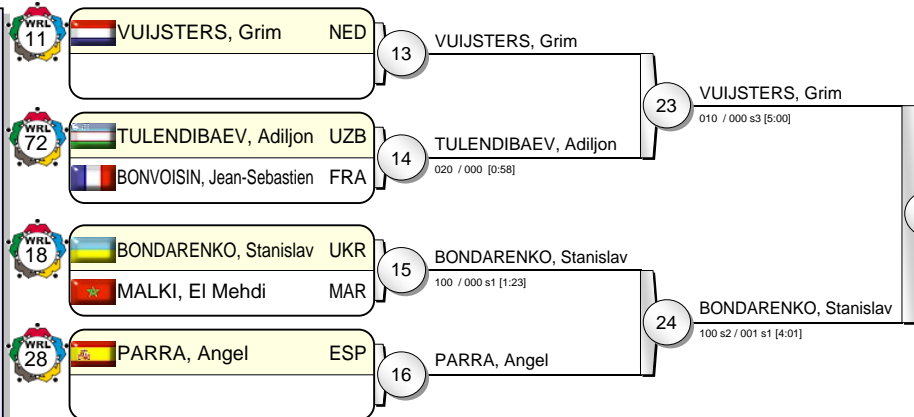 WRL
11
VUIJSTERS, Grim NED
13
VUIJSTERS, Grim
23
VUIJSTERS, Grim
010 / 000 s3 [5:00]
WRL
72
TULENDIBAEV, Adiljon UZB
BONVOISIN, Jean-Sebastien FRA
14
TULENDIBAEV, Adiljon
020 / 000 [0:58]
WRL
18
BONDARENKO, Stanislav UKR
MALKI, El Mehdi MAR
15
BONDARENKO, Stanislav
100 / 000 s1 [1:23]
24
BONDARENKO, Stanislav
100 s2 / 001 s1 [4:01]
WRL
28
PARRA, Angel ESP
16
PARRA, Angel